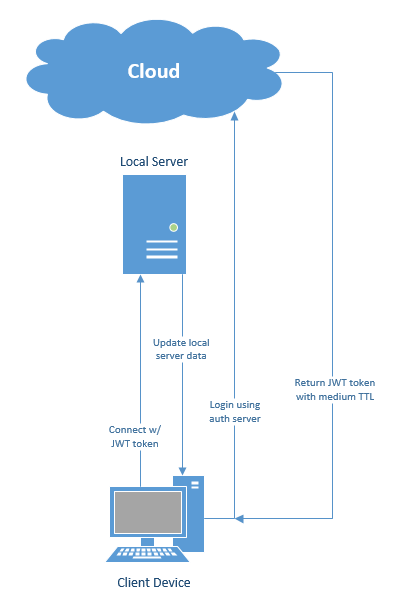 Cloud
Local Server
Update local
server data
Return JWT token
with medium TTL
Login using
auth server
Connect w/
JWT token
Client Device